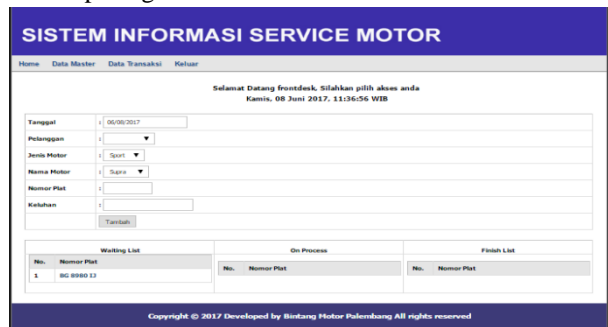 SISTEM INFORMASI SERVICE MOTOR
Home Data Master Data Transaksi Keluar
Selamat Datang frontdesk, Silahkan pilih akses anda
Kamis, 08 Juni 2017, 11:36:56 WIB
Tanggal : 06/08/2017
Pelanggan :
Jenis Motor : Sport
Nama Motor : Supra
Nomor Plat :
Keluhan :
Tambah
Waiting List On Process Finish List
No. Nomor Plat No. Nomor Plat No. Nomor Plat
1 BG 8980 IJ
Copyright © 2017 Developed by Bintang Motor Palembang All rights reserved